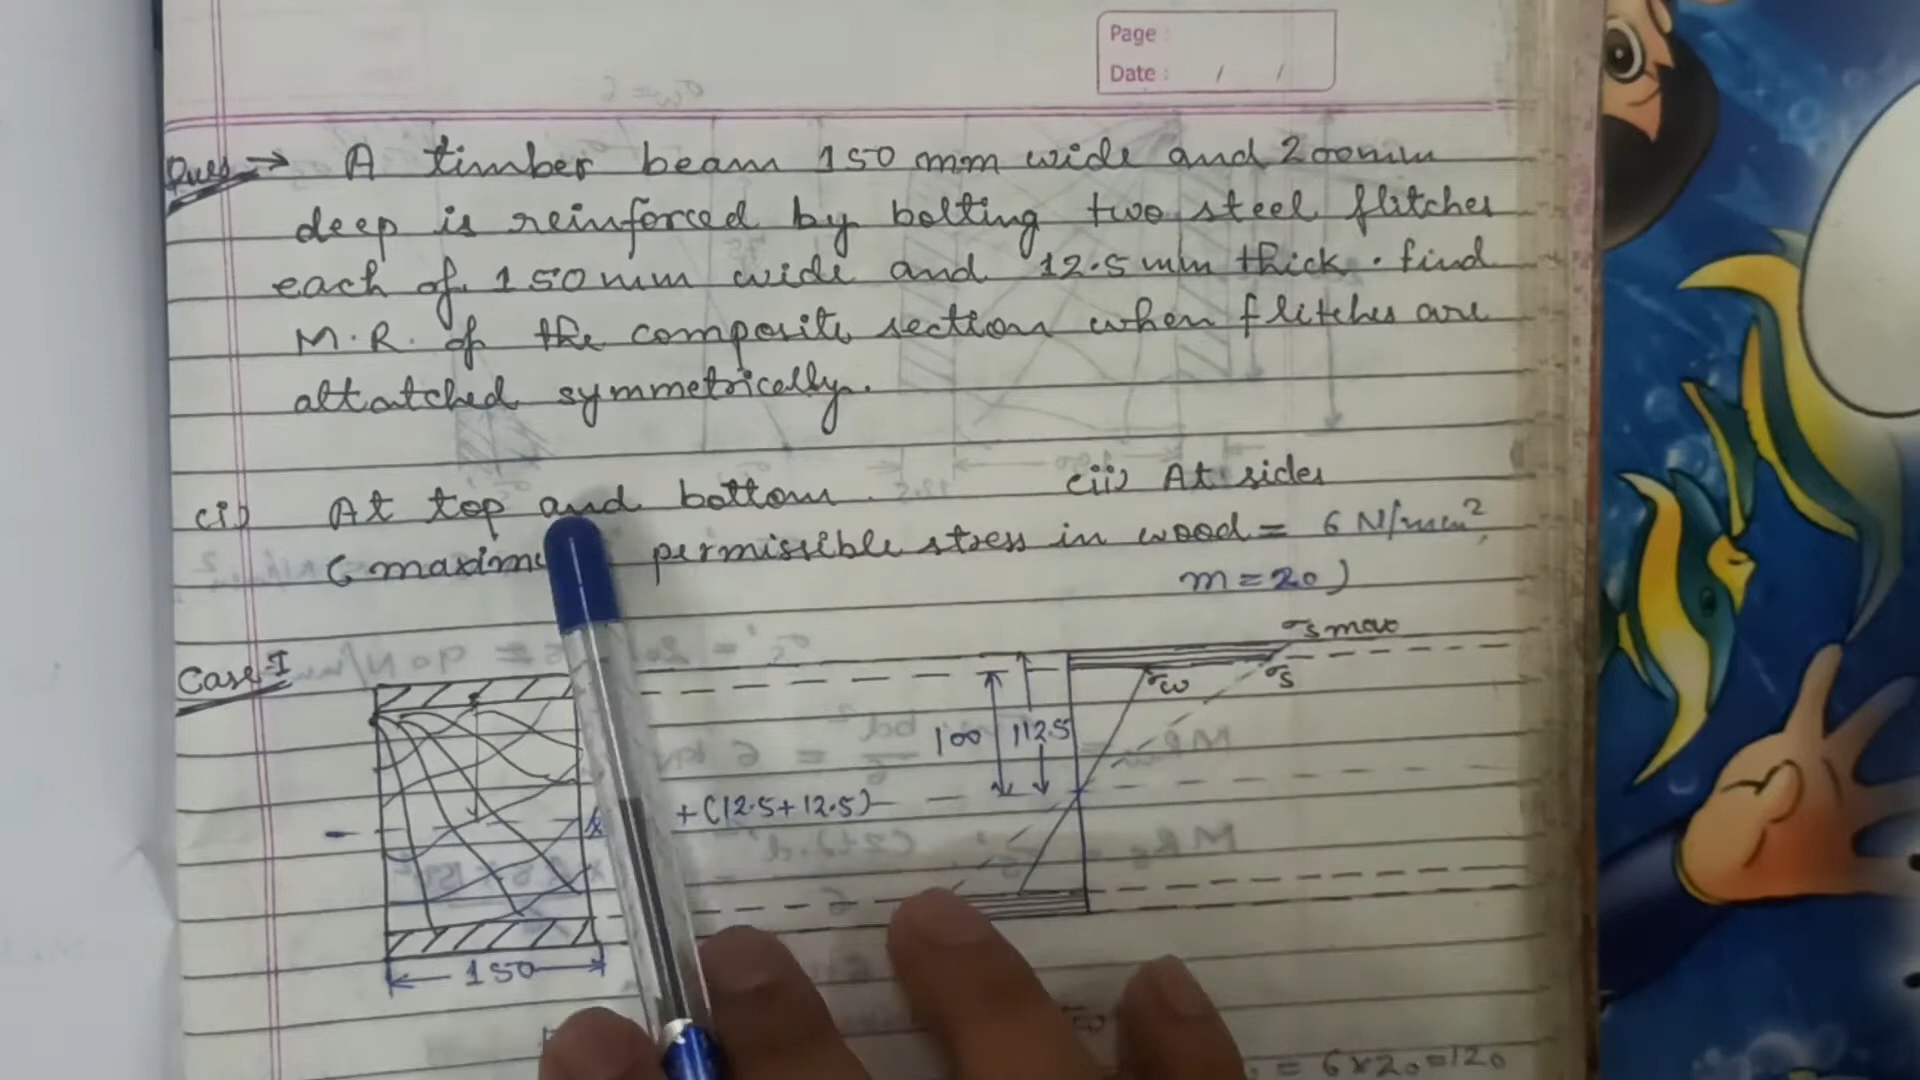 Page :
Date : / /
Ques → A timber beam 150 mm wide and 200mm
deep is reinforced by bolting two steel flitches
each of 150mm wide and 12.5 mm thick. find
M.R. of the composite section when flitches are
altatched symmetrically.
(i) At top and bottom. (ii) At sides
( maximu permissible stress in wood = 6 N/mm²,
m = 20 )
Case-I
σs max
σw σs
100 112.5
+(12.5+12.5)
150
= 6×20=120